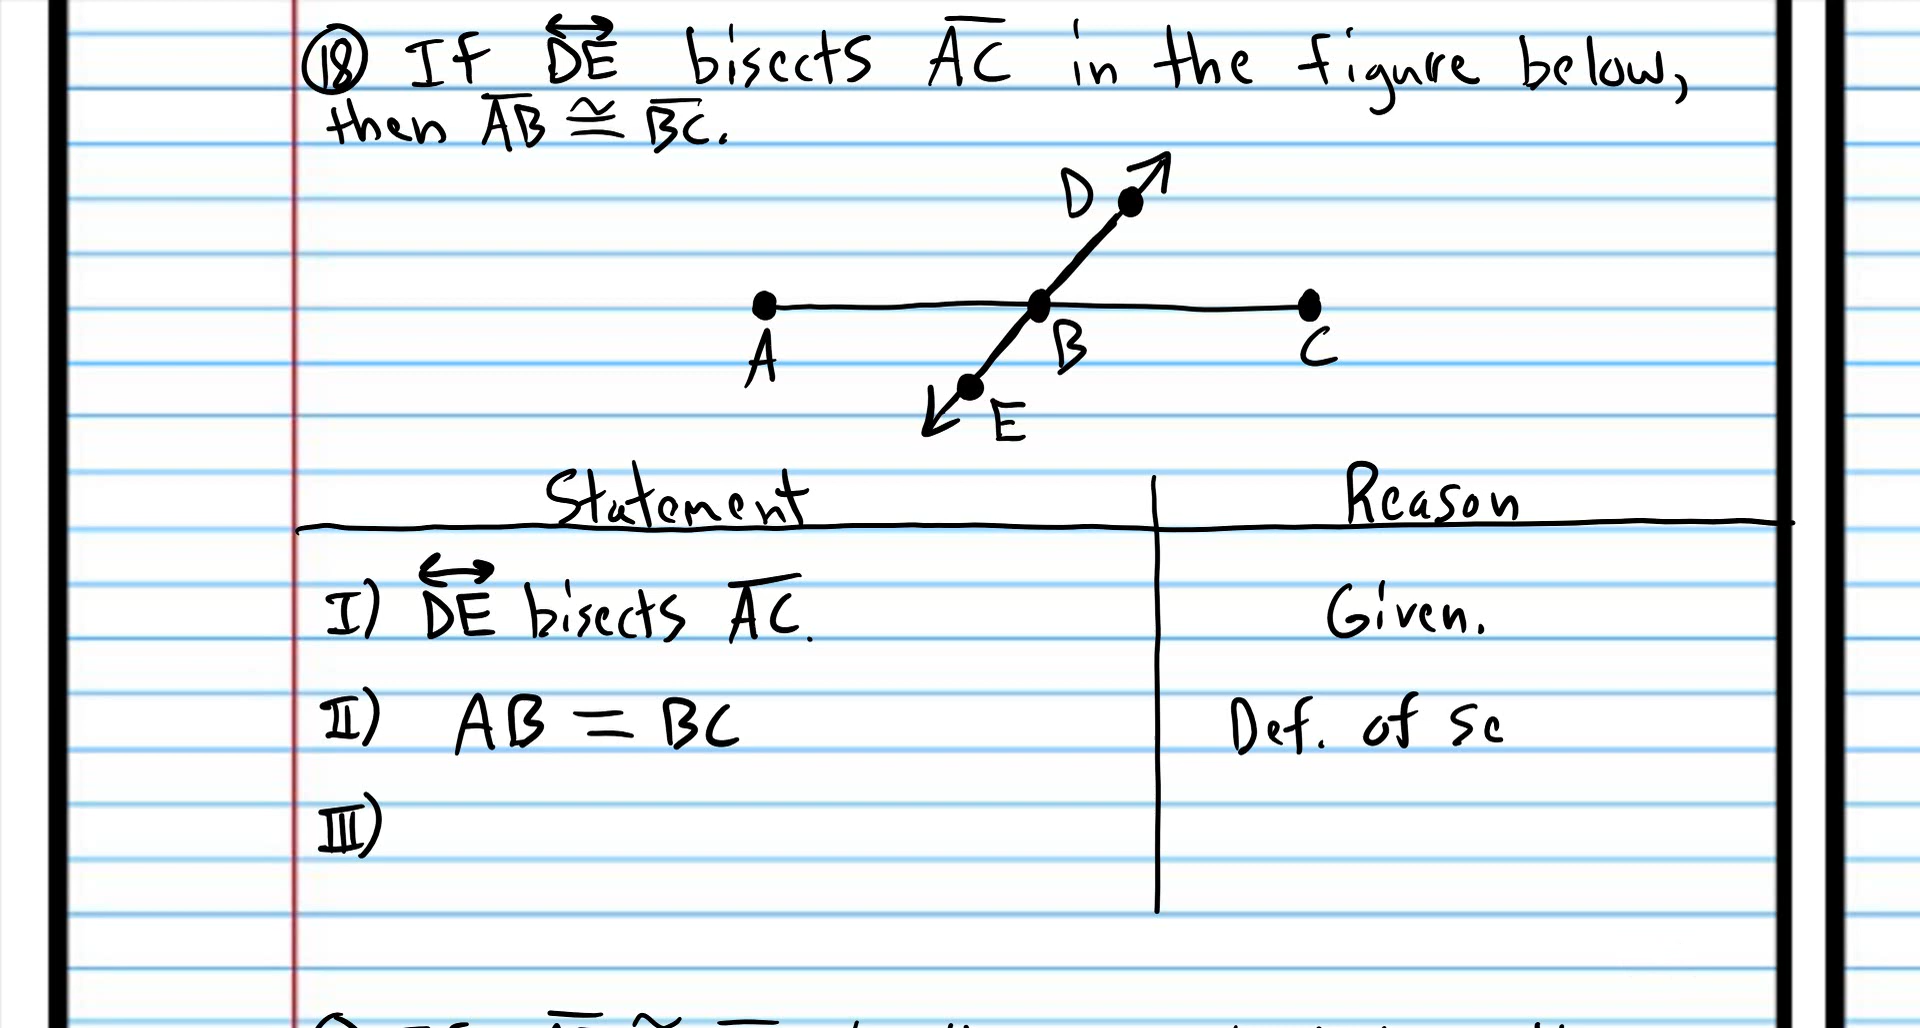 18 If DE bisects AC in the figure below,
then AB ≅ BC.
D
A
B
C
E
Statement
Reason
I) DE bisects AC.
Given.
II) AB = BC
Def. of se
III)